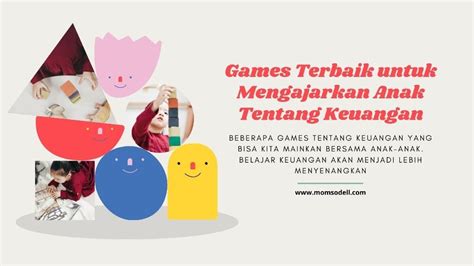 Games Terbaik untuk
Mengajarkan Anak
Tentang Keuangan
BEBERAPA GAMES TENTANG KEUANGAN YANG
BISA KITA MAINKAN BERSAMA ANAK-ANAK.
BELAJAR KEUANGAN AKAN MENJADI LEBIH
MENYENANGKAN
www.momsodell.com